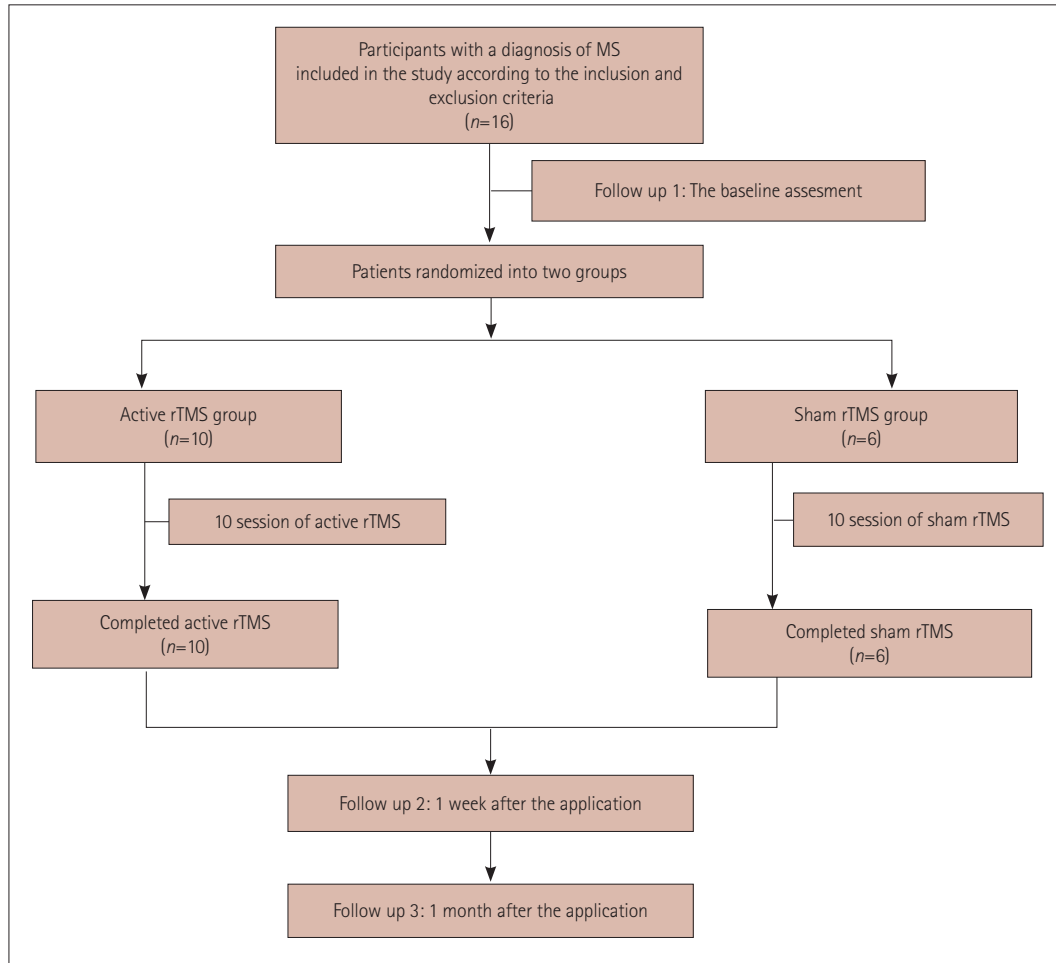 Participants with a diagnosis of MS
included in the study according to the inclusion and
exclusion criteria
(n=16)
Follow up 1: The baseline assesment
Patients randomized into two groups
Active rTMS group
(n=10)
Sham rTMS group
(n=6)
10 session of active rTMS
10 session of sham rTMS
Completed active rTMS
(n=10)
Completed sham rTMS
(n=6)
Follow up 2: 1 week after the application
Follow up 3: 1 month after the application